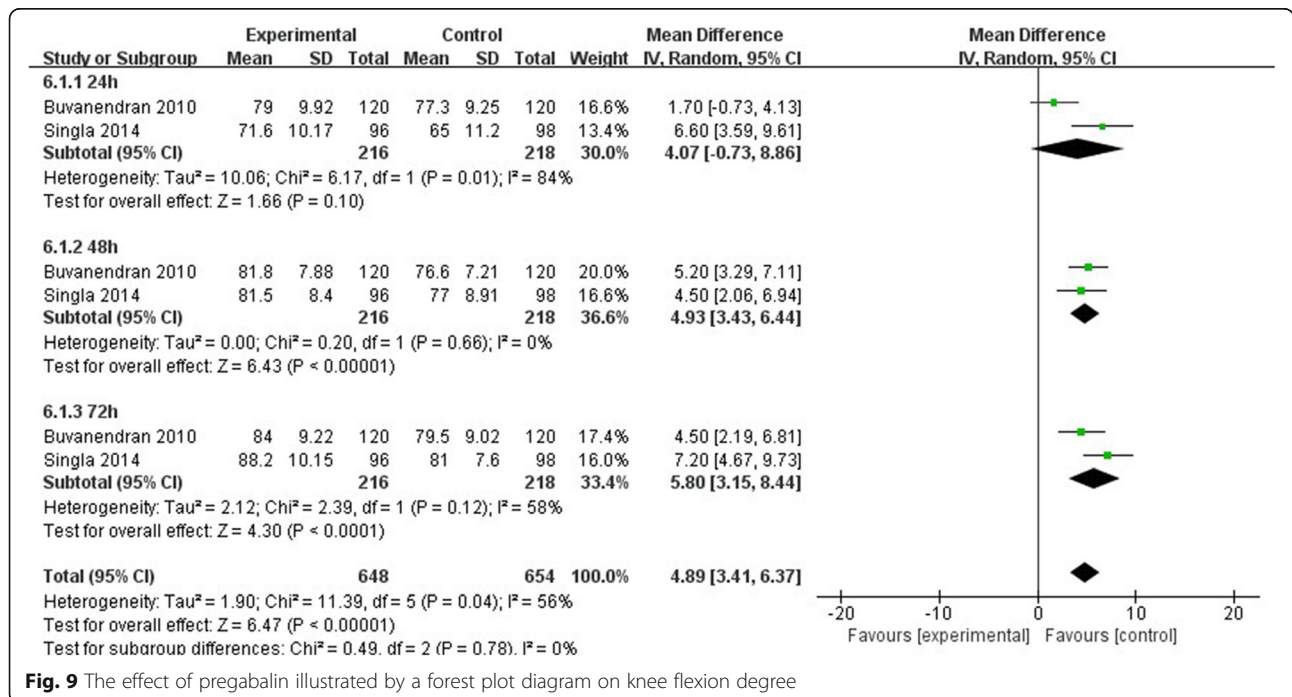 Experimental Control Mean Difference Mean Difference
Study or Subgroup Mean SD Total Mean SD Total Weight IV, Random, 95% CI IV, Random, 95% CI
6.1.1 24h
Buvanendran 2010 79 9.92 120 77.3 9.25 120 16.6% 1.70 [-0.73, 4.13]
Singla 2014 71.6 10.17 96 65 11.2 98 13.4% 6.60 [3.59, 9.61]
Subtotal (95% CI) 216 218 30.0% 4.07 [-0.73, 8.86]
Heterogeneity: Tau² = 10.06; Chi² = 6.17, df = 1 (P = 0.01); I² = 84%
Test for overall effect: Z = 1.66 (P = 0.10)
6.1.2 48h
Buvanendran 2010 81.8 7.88 120 76.6 7.21 120 20.0% 5.20 [3.29, 7.11]
Singla 2014 81.5 8.4 96 77 8.91 98 16.6% 4.50 [2.06, 6.94]
Subtotal (95% CI) 216 218 36.6% 4.93 [3.43, 6.44]
Heterogeneity: Tau² = 0.00; Chi² = 0.20, df = 1 (P = 0.66); I² = 0%
Test for overall effect: Z = 6.43 (P < 0.00001)
6.1.3 72h
Buvanendran 2010 84 9.22 120 79.5 9.02 120 17.4% 4.50 [2.19, 6.81]
Singla 2014 88.2 10.15 96 81 7.6 98 16.0% 7.20 [4.67, 9.73]
Subtotal (95% CI) 216 218 33.4% 5.80 [3.15, 8.44]
Heterogeneity: Tau² = 2.12; Chi² = 2.39, df = 1 (P = 0.12); I² = 58%
Test for overall effect: Z = 4.30 (P < 0.0001)
Total (95% CI) 648 654 100.0% 4.89 [3.41, 6.37]
Heterogeneity: Tau² = 1.90; Chi² = 11.39, df = 5 (P = 0.04); I² = 56%
Test for overall effect: Z = 6.47 (P < 0.00001)
Test for subgroup differences: Chi² = 0.49, df = 2 (P = 0.78), I² = 0%
-20 -10 0 10 20
Favours [experimental] Favours [control]
Fig. 9 The effect of pregabalin illustrated by a forest plot diagram on knee flexion degree